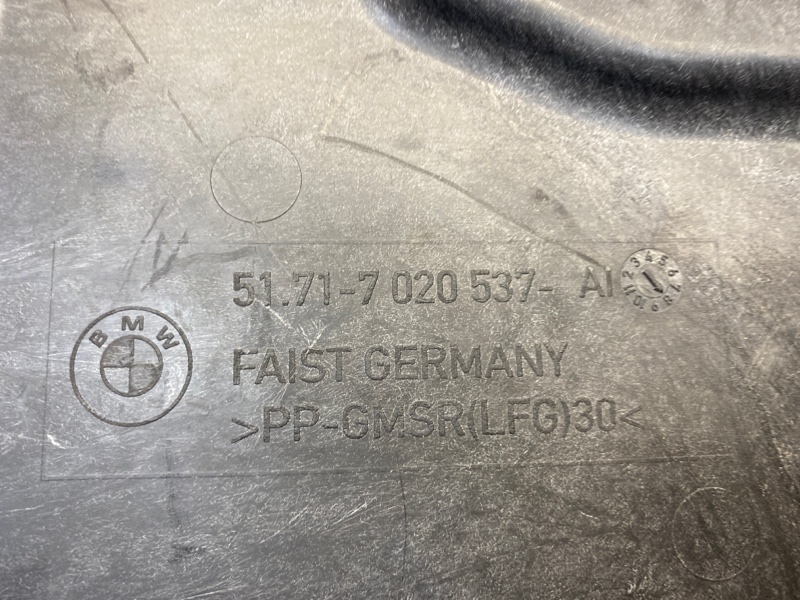 51.71-7 020 537- AI
BMW
FAIST GERMANY
>PP-GMSR(LFG)30<